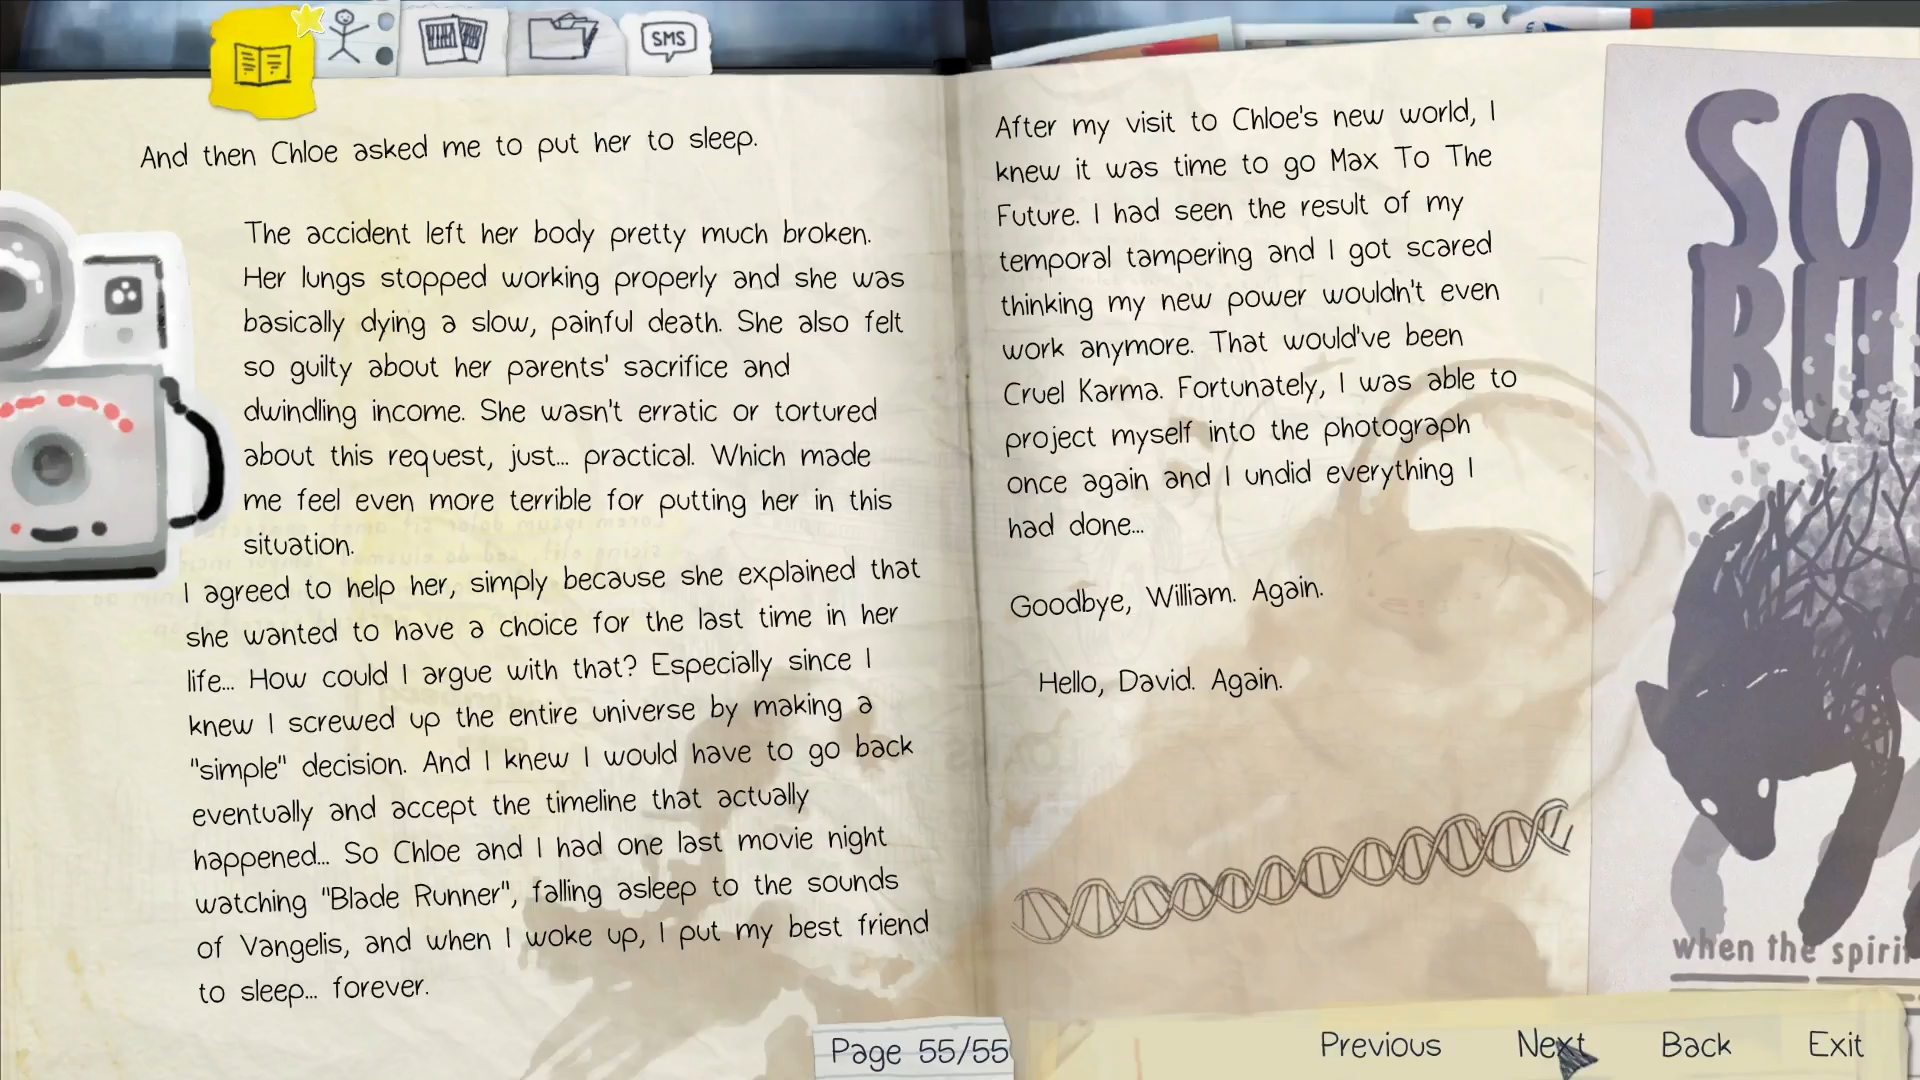 SMS
And then Chloe asked me to put her to sleep.
The accident left her body pretty much broken.
Her lungs stopped working properly and she was
basically dying a slow, painful death. She also felt
so guilty about her parents' sacrifice and
dwindling income. She wasn't erratic or tortured
about this request, just... practical. Which made
me feel even more terrible for putting her in this
situation.
I agreed to help her, simply because she explained that
she wanted to have a choice for the last time in her
life... How could I argue with that? Especially since I
knew I screwed up the entire universe by making a
"simple" decision. And I knew I would have to go back
eventually and accept the timeline that actually
happened... So Chloe and I had one last movie night
watching "Blade Runner", falling asleep to the sounds
of Vangelis, and when I woke up, I put my best friend
to sleep... forever.
After my visit to Chloe's new world, I
knew it was time to go Max To The
Future. I had seen the result of my
temporal tampering and I got scared
thinking my new power wouldn't even
work anymore. That would've been
Cruel Karma. Fortunately, I was able to
project myself into the photograph
once again and I undid everything I
had done...
Goodbye, William. Again.
Hello, David. Again.
SO
when the
Page 55/55
Previous Next Back Exit